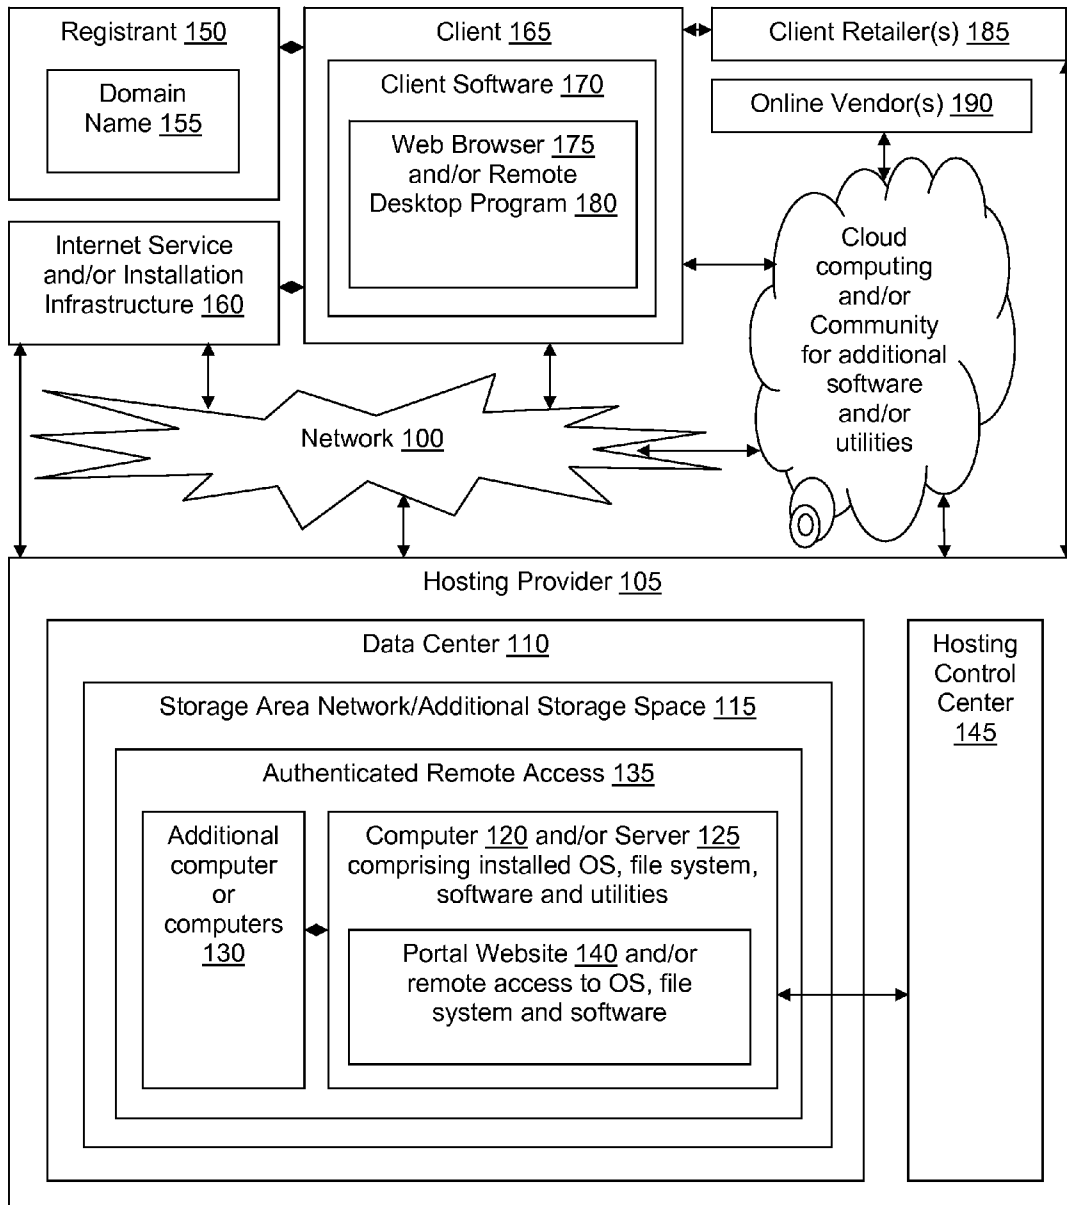 Registrant 150
Domain
Name 155
Client 165
Client Software 170
Web Browser 175
and/or Remote
Desktop Program 180
Client Retailer(s) 185
Online Vendor(s) 190
Internet Service
and/or Installation
Infrastructure 160
Cloud
computing
and/or
Community
for additional
software
and/or
utilities
Network 100
Hosting Provider 105
Data Center 110
Storage Area Network/Additional Storage Space 115
Authenticated Remote Access 135
Additional
computer
or
computers
130
Computer 120 and/or Server 125
comprising installed OS, file system,
software and utilities
Portal Website 140 and/or
remote access to OS, file
system and software
Hosting
Control
Center
145